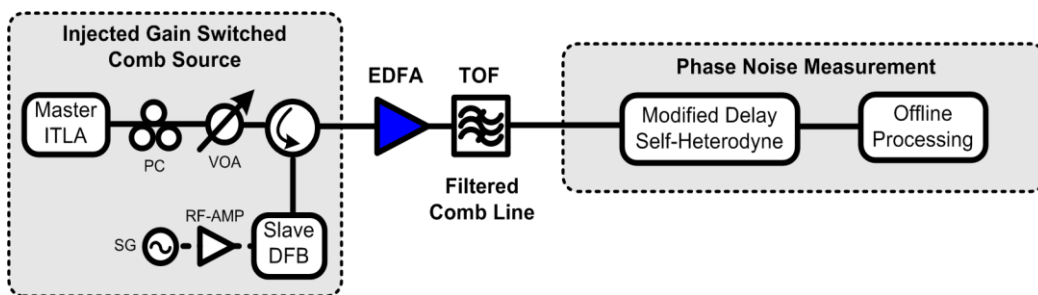 Injected Gain Switched
Comb Source
Master
ITLA
PC
VOA
SG
RF-AMP
Slave
DFB
EDFA
TOF
Filtered
Comb Line
Phase Noise Measurement
Modified Delay
Self-Heterodyne
Offline
Processing